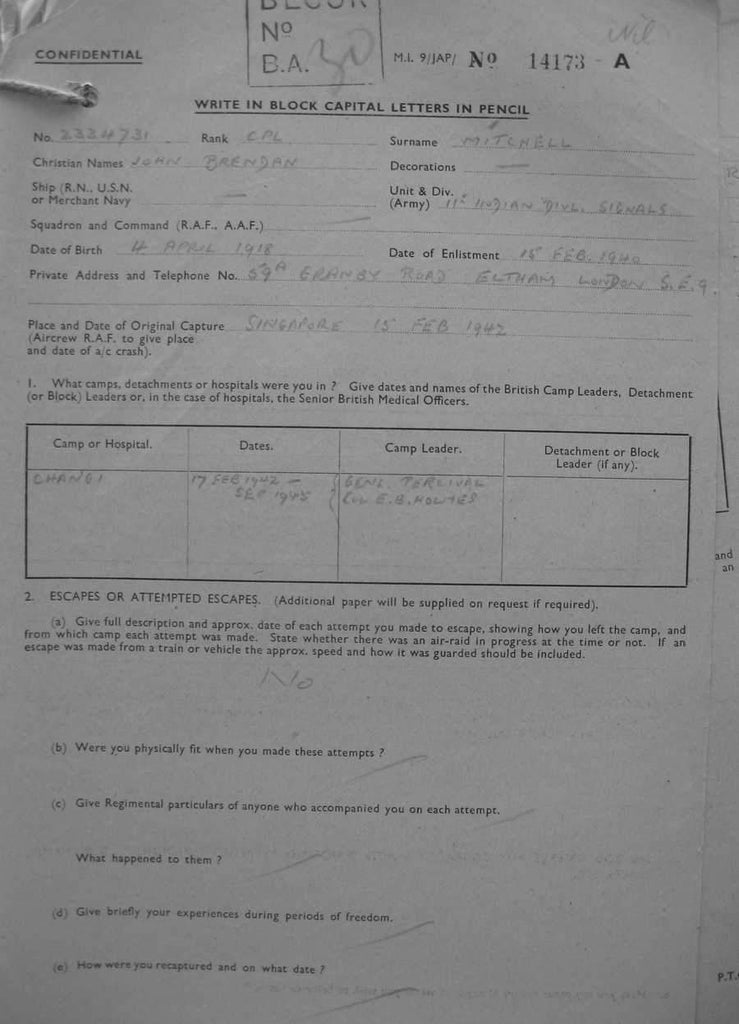 BLOCK
Nº
B.A. 30
CONFIDENTIAL
M.I. 9/JAP/ Nº 14173 - A
Nil
WRITE IN BLOCK CAPITAL LETTERS IN PENCIL
No. 2334731 Rank CPL Surname MITCHELL
Christian Names JOHN BRENDAN Decorations —
Ship (R.N., U.S.N. or Merchant Navy —
Unit & Div. (Army) 11th INDIAN DIVL. SIGNALS
Squadron and Command (R.A.F., A.A.F.)
Date of Birth 4 APRIL 1918 Date of Enlistment 15 FEB. 1940
Private Address and Telephone No. 59A GRANBY ROAD ELTHAM LONDON S.E.9.
Place and Date of Original Capture SINGAPORE 15 FEB 1942
(Aircrew R.A.F. to give place
and date of a/c crash).
1. What camps, detachments or hospitals were you in ? Give dates and names of the British Camp Leaders, Detachment
(or Block) Leaders or, in the case of hospitals, the Senior British Medical Officers.
Camp or Hospital. Dates. Camp Leader. Detachment or Block
Leader (if any).
CHANGI 17 FEB 1942 — GENL. PERCIVAL
SEP 1945 COL E.B. HOLMES
2. ESCAPES OR ATTEMPTED ESCAPES. (Additional paper will be supplied on request if required).
(a) Give full description and approx. date of each attempt you made to escape, showing how you left the camp, and
from which camp each attempt was made. State whether there was an air-raid in progress at the time or not. If an
escape was made from a train or vehicle the approx. speed and how it was guarded should be included.
No
(b) Were you physically fit when you made these attempts ?
(c) Give Regimental particulars of anyone who accompanied you on each attempt.
What happened to them ?
(d) Give briefly your experiences during periods of freedom.
(e) How were you recaptured and on what date ?
and
an
P.T.